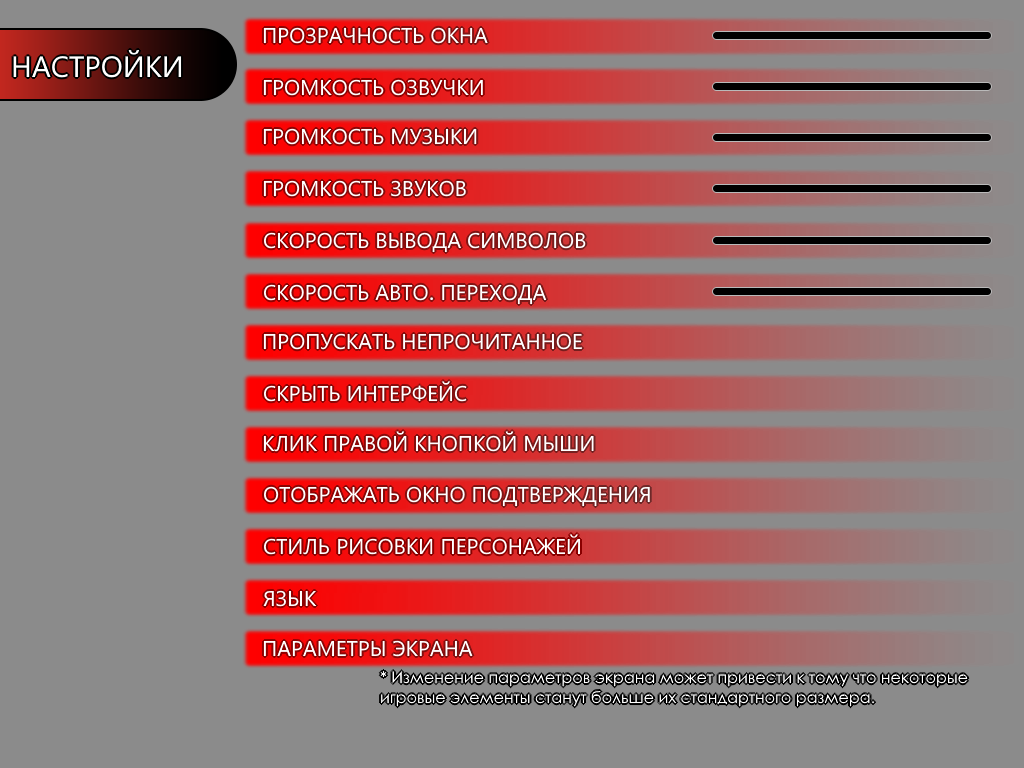 НАСТРОЙКИ
ПРОЗРАЧНОСТЬ ОКНА
ГРОМКОСТЬ ОЗВУЧКИ
ГРОМКОСТЬ МУЗЫКИ
ГРОМКОСТЬ ЗВУКОВ
СКОРОСТЬ ВЫВОДА СИМВОЛОВ
СКОРОСТЬ АВТО. ПЕРЕХОДА
ПРОПУСКАТЬ НЕПРОЧИТАННОЕ
СКРЫТЬ ИНТЕРФЕЙС
КЛИК ПРАВОЙ КНОПКОЙ МЫШИ
ОТОБРАЖАТЬ ОКНО ПОДТВЕРЖДЕНИЯ
СТИЛЬ РИСОВКИ ПЕРСОНАЖЕЙ
ЯЗЫК
ПАРАМЕТРЫ ЭКРАНА
* Изменение параметров экрана может привести к тому что некоторые
игровые элементы станут больше их стандартного размера.